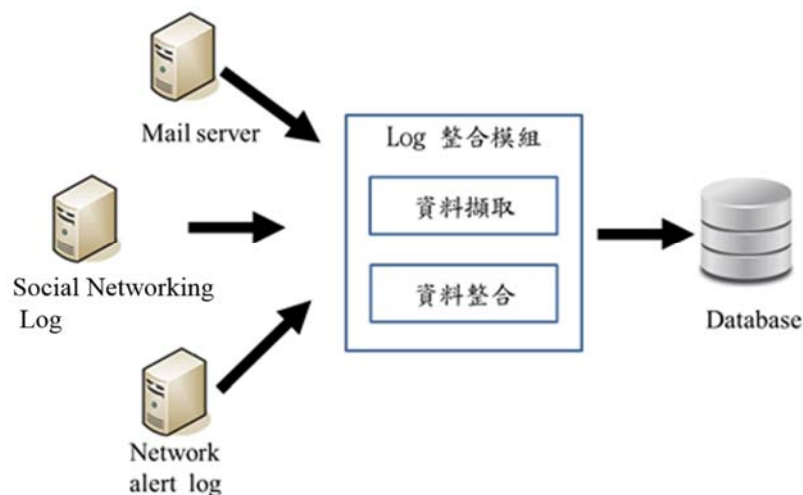 Mail server
Log 整合模組
資料擷取
資料整合
Social Networking
Log
Database
Network
alert log